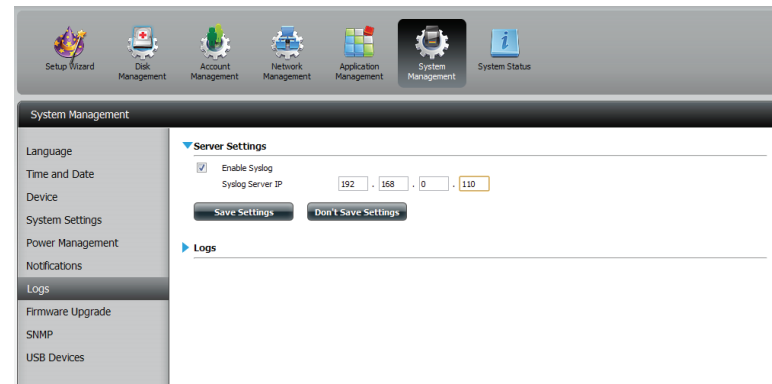 Setup Wizard
Disk Management
Account Management
Network Management
Application Management
System Management
System Status
System Management
Language
Time and Date
Device
System Settings
Power Management
Notifications
Logs
Firmware Upgrade
SNMP
USB Devices
Server Settings
Enable Syslog
Syslog Server IP 192 . 168 . 0 . 110
Save Settings Don't Save Settings
Logs